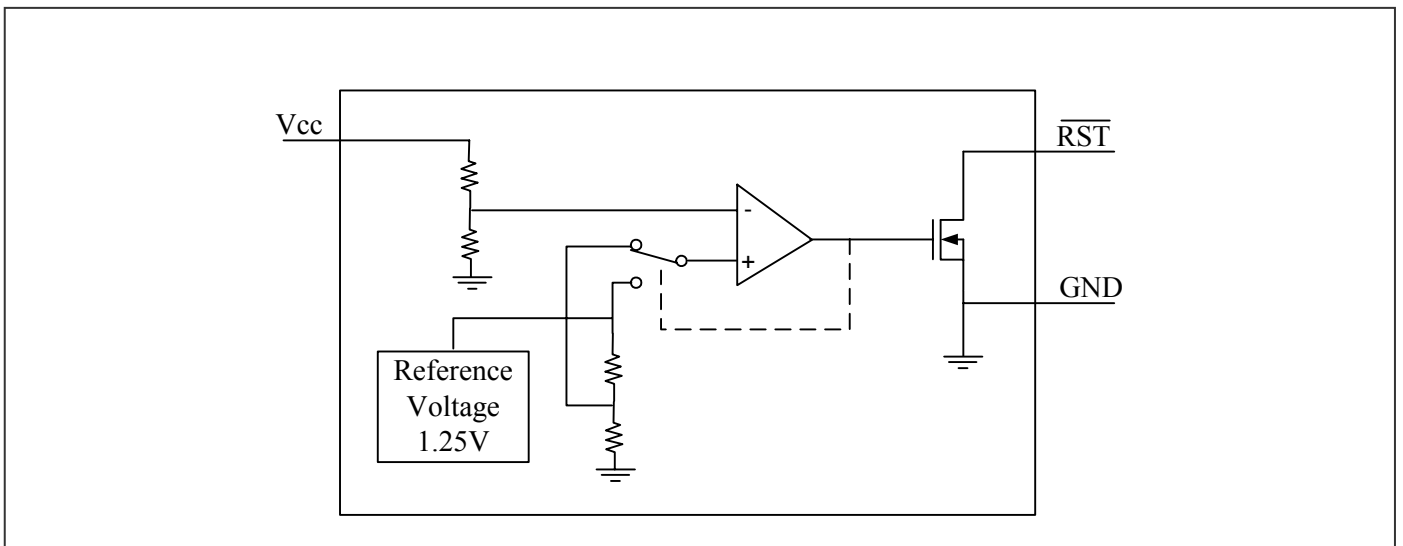 Vcc
RST
-
+
GND
Reference
Voltage
1.25V